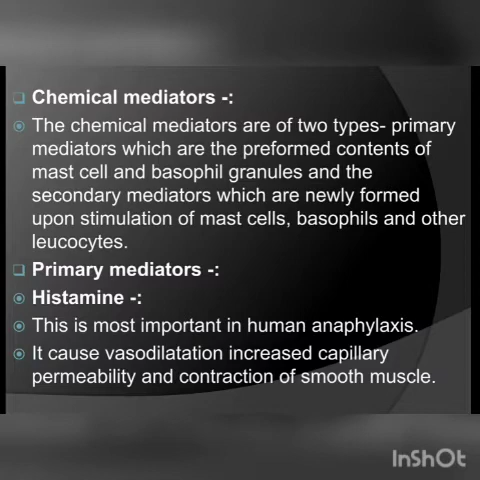 Chemical mediators -:
The chemical mediators are of two types- primary
mediators which are the preformed contents of
mast cell and basophil granules and the
secondary mediators which are newly formed
upon stimulation of mast cells, basophils and other
leucocytes.
Primary mediators -:
Histamine -:
This is most important in human anaphylaxis.
It cause vasodilatation increased capillary
permeability and contraction of smooth muscle.
InShOt